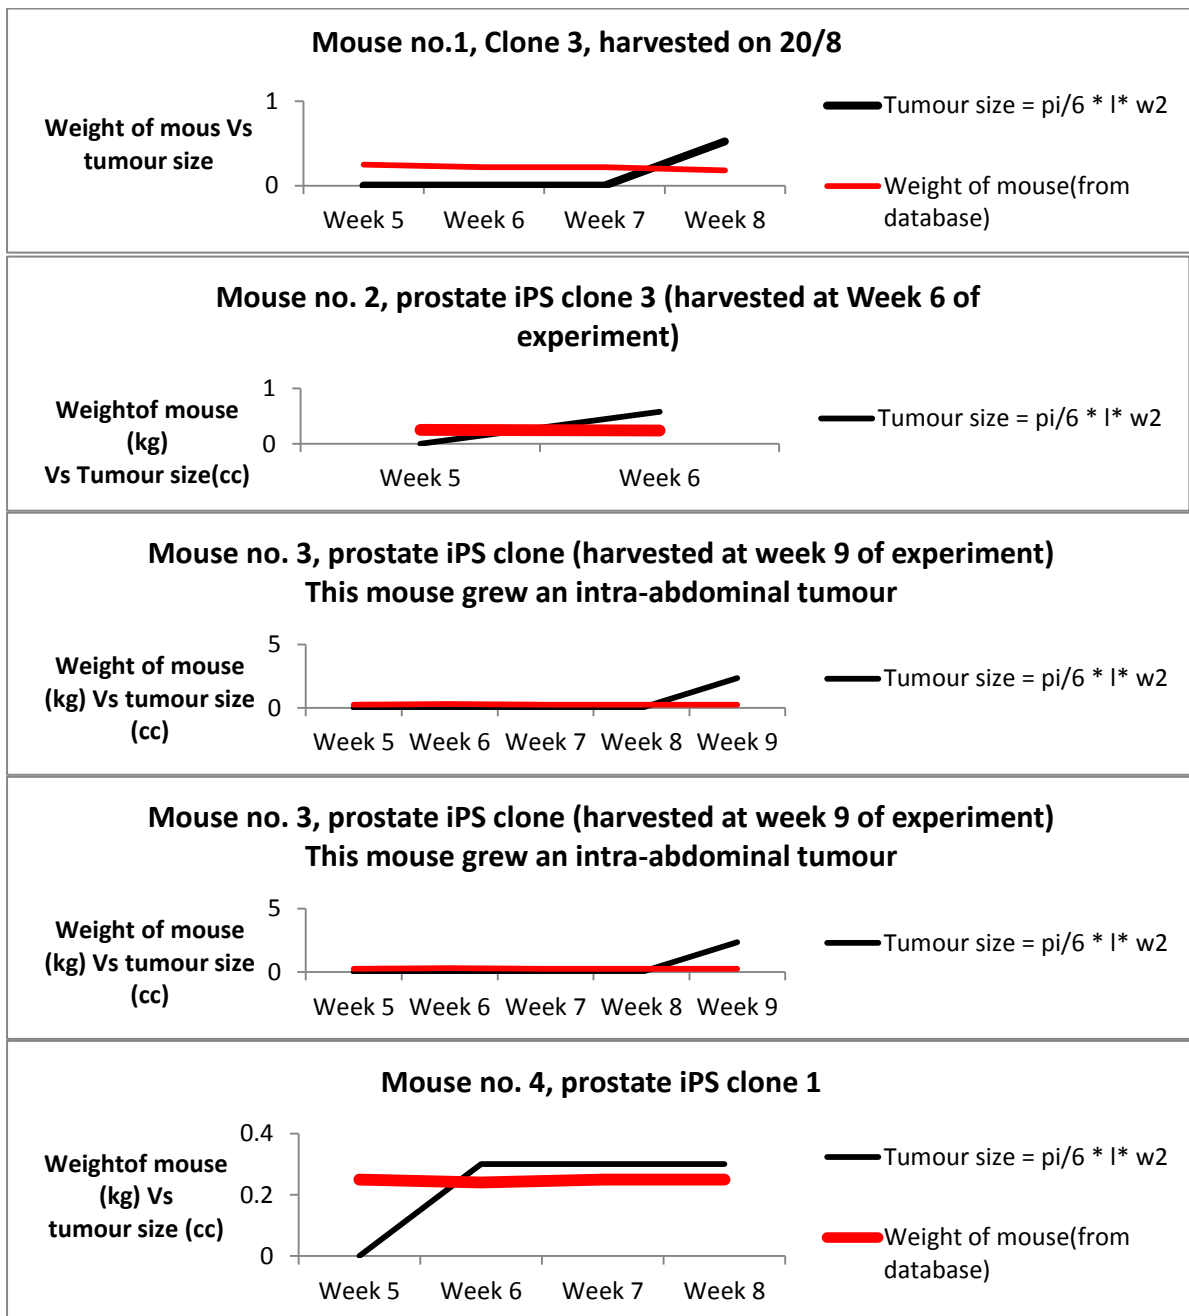 Mouse no.1, Clone 3, harvested on 20/8
Weight of mous Vs
tumour size
1
0
Week 5 Week 6 Week 7 Week 8
Tumour size = pi/6 * l* w2
Weight of mouse(from
database)
Mouse no. 2, prostate iPS clone 3 (harvested at Week 6 of
experiment)
Weightof mouse
(kg)
Vs Tumour size(cc)
1
0
Week 5 Week 6
Tumour size = pi/6 * l* w2
Mouse no. 3, prostate iPS clone (harvested at week 9 of experiment)
This mouse grew an intra-abdominal tumour
Weight of mouse
(kg) Vs tumour size
(cc)
5
0
Week 5 Week 6 Week 7 Week 8 Week 9
Tumour size = pi/6 * l* w2
Mouse no. 3, prostate iPS clone (harvested at week 9 of experiment)
This mouse grew an intra-abdominal tumour
Weight of mouse
(kg) Vs tumour size
(cc)
5
0
Week 5 Week 6 Week 7 Week 8 Week 9
Tumour size = pi/6 * l* w2
Mouse no. 4, prostate iPS clone 1
Weightof mouse
(kg) Vs
tumour size (cc)
0.4
0.2
0
Week 5 Week 6 Week 7 Week 8
Tumour size = pi/6 * l* w2
Weight of mouse(from
database)